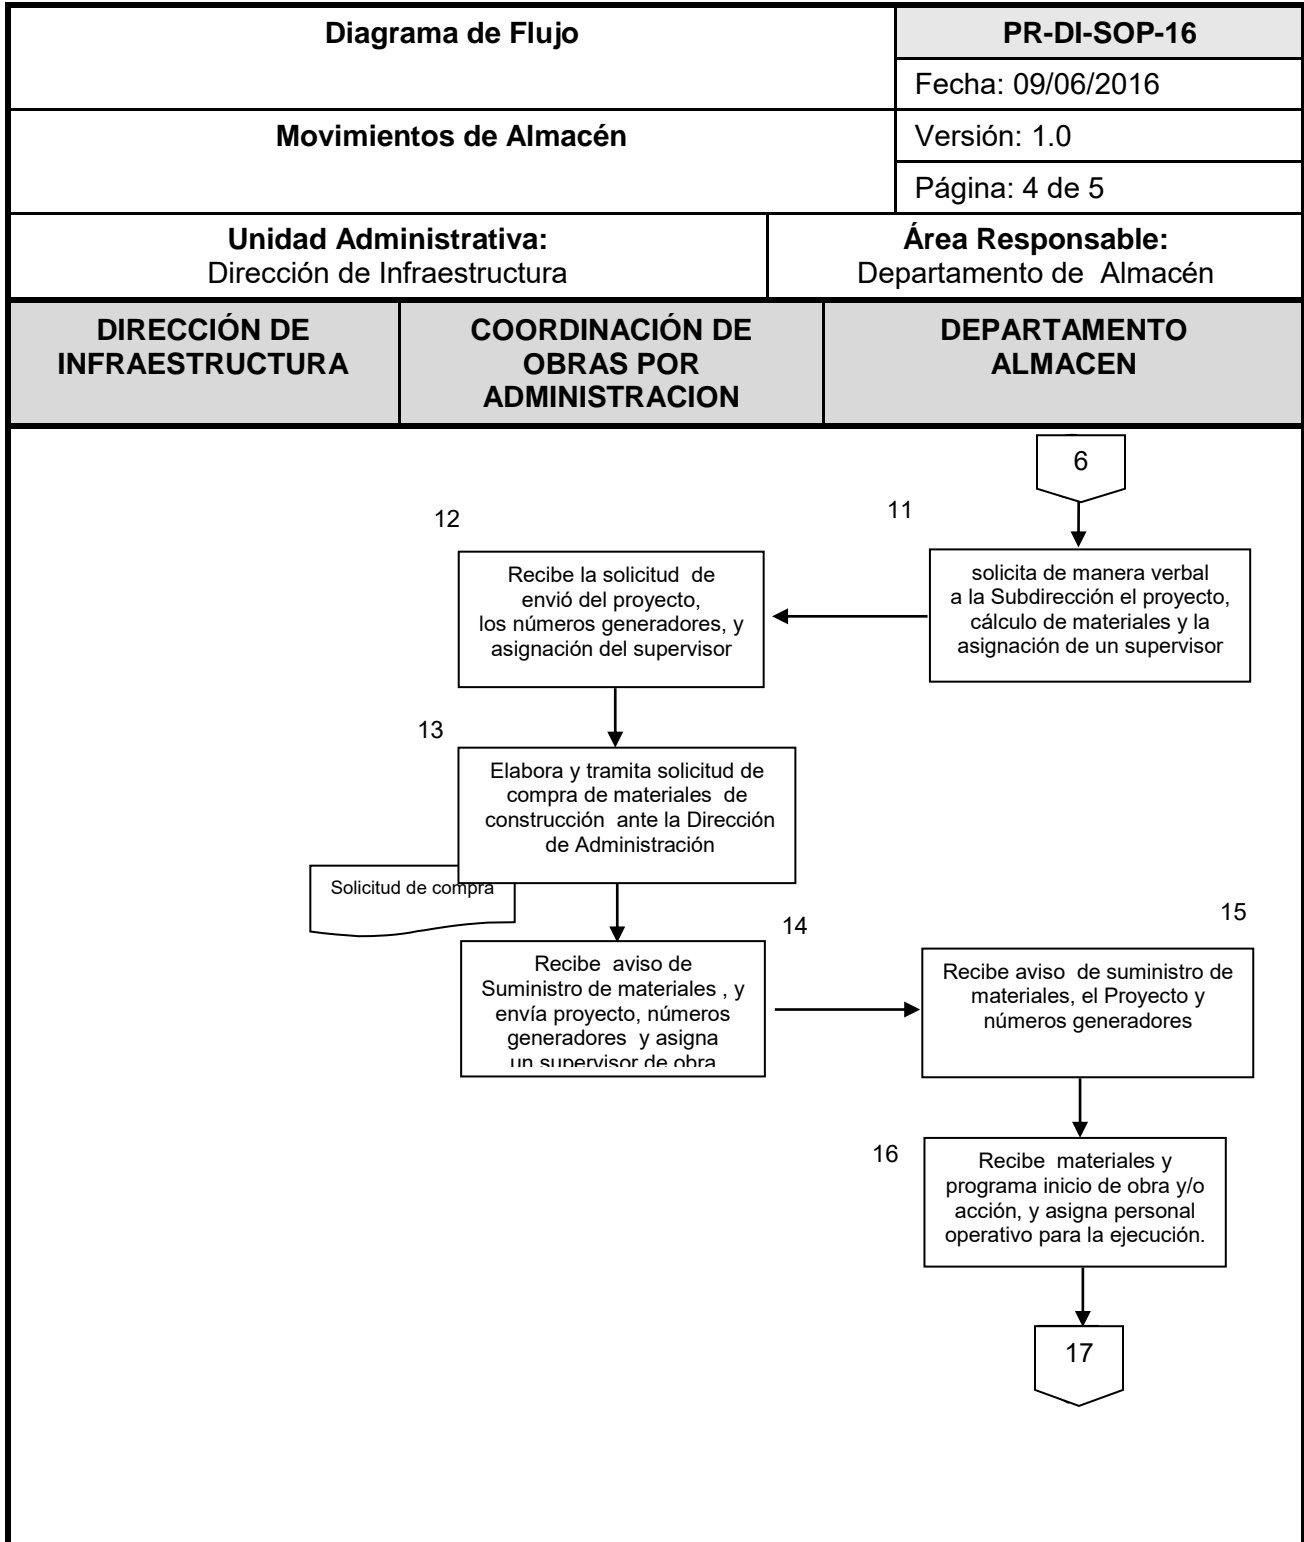 Diagrama de Flujo
PR-DI-SOP-16
Fecha: 09/06/2016
Movimientos de Almacén
Versión: 1.0
Página: 4 de 5
Unidad Administrativa:
Dirección de Infraestructura
Área Responsable:
Departamento de Almacén
DIRECCIÓN DE
INFRAESTRUCTURA
COORDINACIÓN DE
OBRAS POR
ADMINISTRACION
DEPARTAMENTO
ALMACEN
6
11
solicita de manera verbal
a la Subdirección el proyecto,
cálculo de materiales y la
asignación de un supervisor
12
Recibe la solicitud de
envió del proyecto,
los números generadores, y
asignación del supervisor
13
Elabora y tramita solicitud de
compra de materiales de
construcción ante la Dirección
de Administración
Solicitud de compra
14
Recibe aviso de
Suministro de materiales , y
envía proyecto, números
generadores y asigna
un supervisor de obra
15
Recibe aviso de suministro de
materiales, el Proyecto y
números generadores
16
Recibe materiales y
programa inicio de obra y/o
acción, y asigna personal
operativo para la ejecución.
17